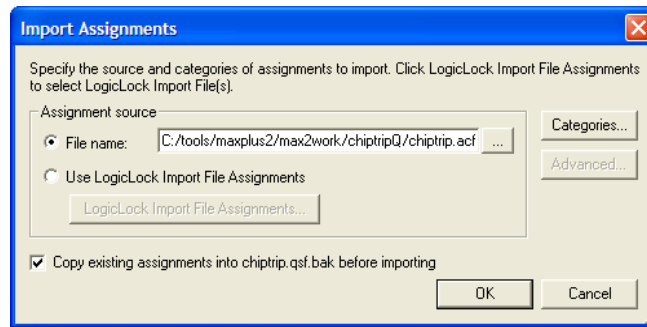 Import Assignments
Specify the source and categories of assignments to import. Click LogicLock Import File Assignments
to select LogicLock Import File(s).
Assignment source
File name: C:/tools/maxplus2/max2work/chiptripQ/chiptrip.acf ...
Categories...
Use LogicLock Import File Assignments
Advanced...
LogicLock Import File Assignments...
Copy existing assignments into chiptrip.qsf.bak before importing
OK Cancel